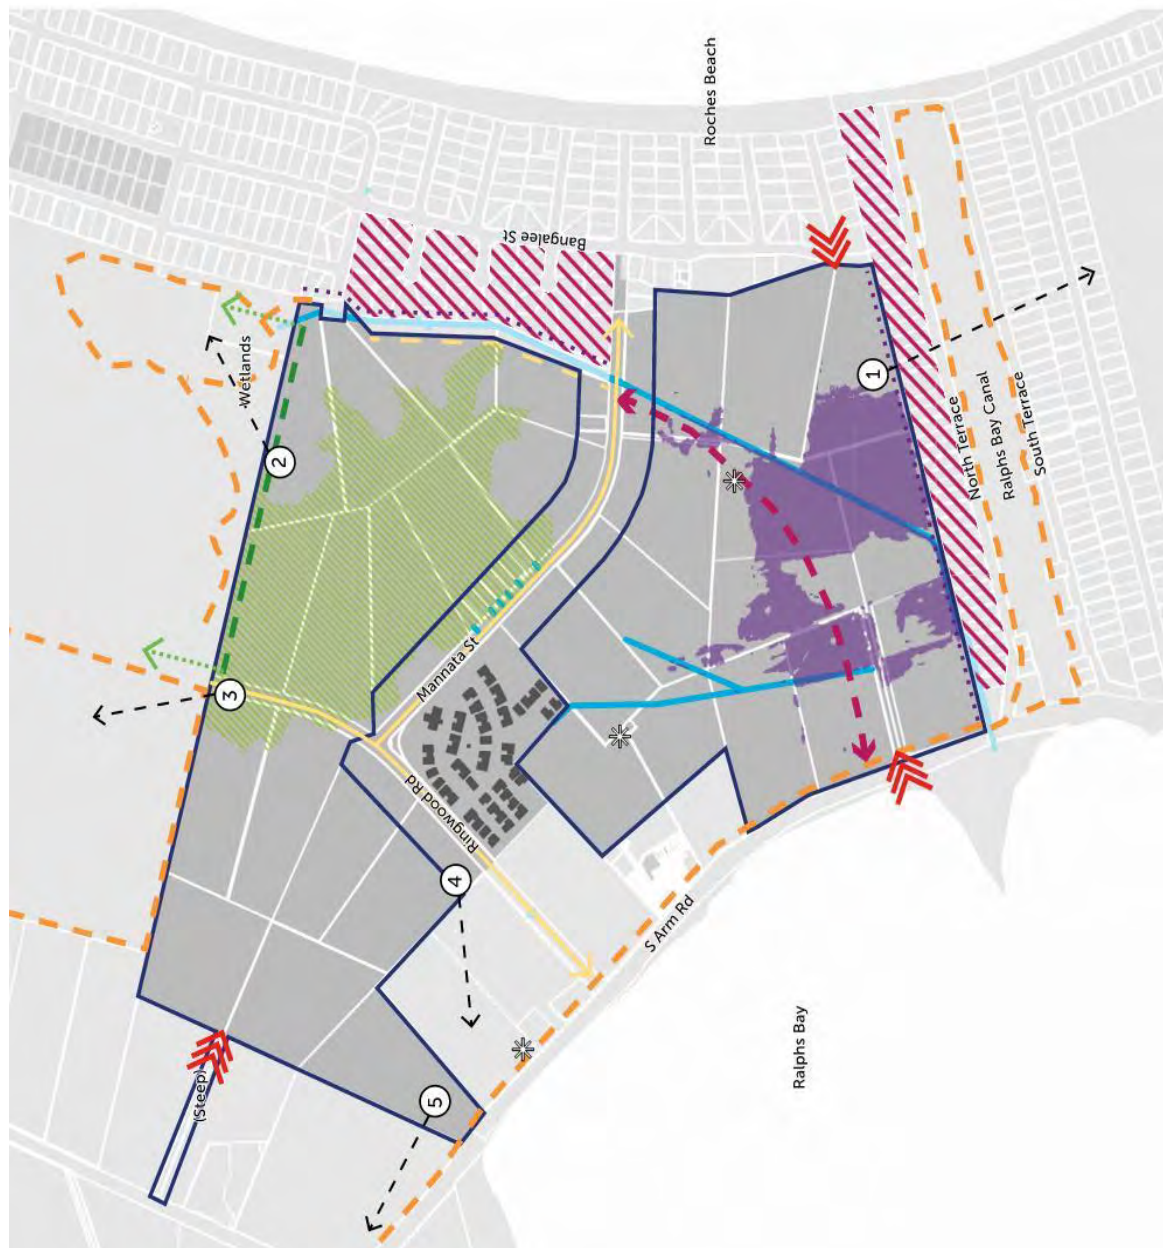 Roches Beach
Bangalee St
Wetlands
2
3
1
Mannata St
North Terrace
Ralphs Bay Canal
South Terrace
Ringwood Rd
4
S Arm Rd
(Steep)
5
Ralphs Bay